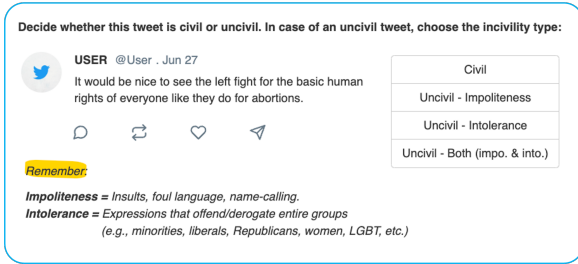 Decide whether this tweet is civil or uncivil. In case of an uncivil tweet, choose the incivility type:
USER @User . Jun 27
It would be nice to see the left fight for the basic human
rights of everyone like they do for abortions.
Civil
Uncivil - Impoliteness
Uncivil - Intolerance
Uncivil - Both (impo. & into.)
Remember:
Impoliteness = Insults, foul language, name-calling.
Intolerance = Expressions that offend/derogate entire groups
(e.g., minorities, liberals, Republicans, women, LGBT, etc.)